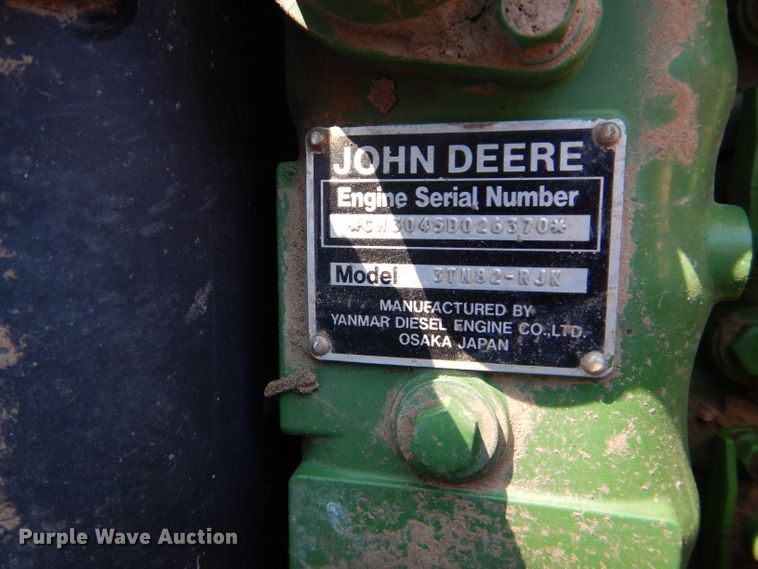 JOHN DEERE
Engine Serial Number
*CH3045D026370*
Model 3TN82-RJK
MANUFACTURED BY
YANMAR DIESEL ENGINE CO.,LTD.
OSAKA JAPAN
Purple Wave Auction